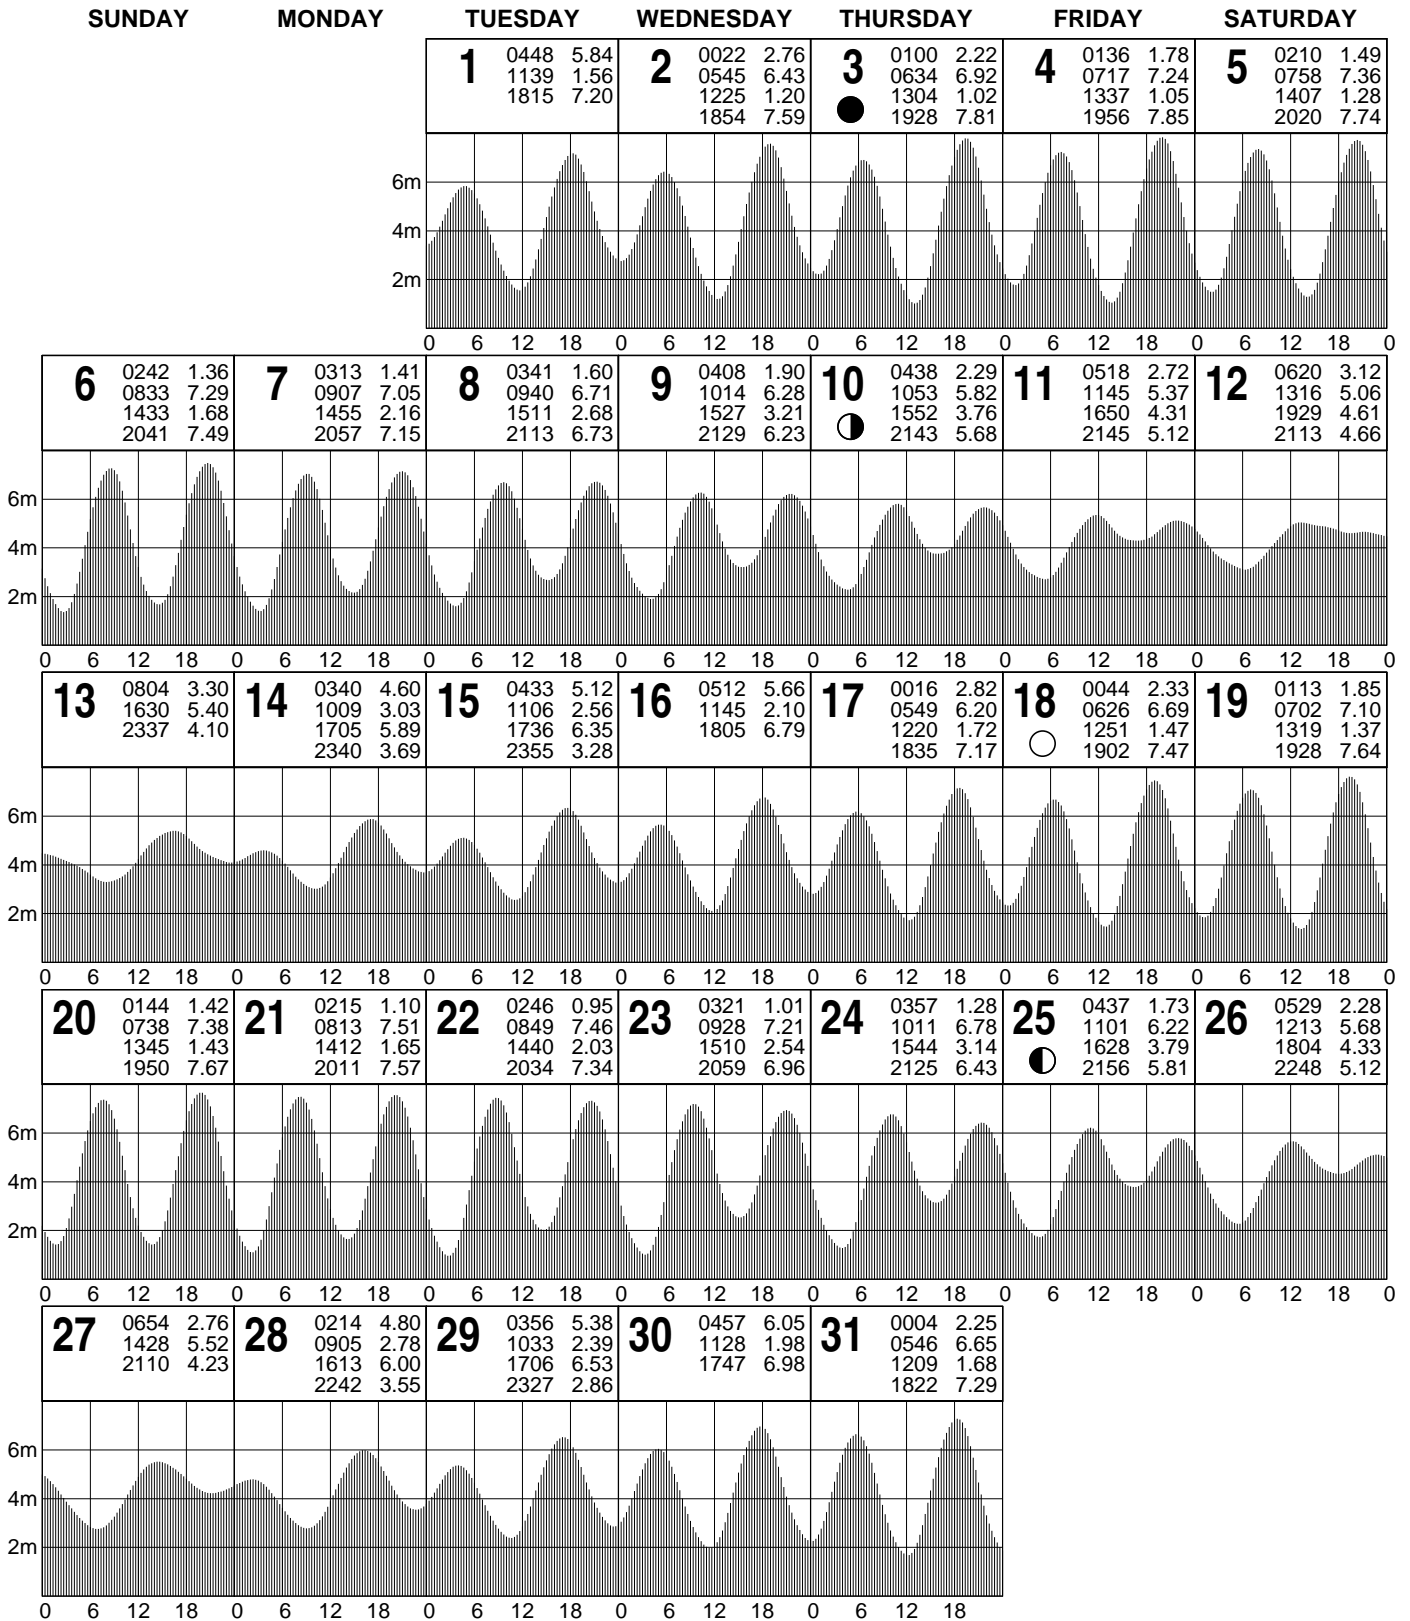 SUNDAY MONDAY TUESDAY WEDNESDAY THURSDAY FRIDAY SATURDAY
1 0448 5.84
1139 1.56
1815 7.20
2 0022 2.76
0545 6.43
1225 1.20
1854 7.59
3 0100 2.22
0634 6.92
1304 1.02
1928 7.81
4 0136 1.78
0717 7.24
1337 1.05
1956 7.85
5 0210 1.49
0758 7.36
1407 1.28
2020 7.74
6m
4m
2m
0 6 12 18 0 6 12 18 0 6 12 18 0 6 12 18 0 6 12 18 0
6 0242 1.36
0833 7.29
1433 1.68
2041 7.49
7 0313 1.41
0907 7.05
1455 2.16
2057 7.15
8 0341 1.60
0940 6.71
1511 2.68
2113 6.73
9 0408 1.90
1014 6.28
1527 3.21
2129 6.23
10 0438 2.29
1053 5.82
1552 3.76
2143 5.68
11 0518 2.72
1145 5.37
1650 4.31
2145 5.12
12 0620 3.12
1316 5.06
1929 4.61
2113 4.66
6m
4m
2m
0 6 12 18 0 6 12 18 0 6 12 18 0 6 12 18 0 6 12 18 0 6 12 18 0 6 12 18 0
13 0804 3.30
1630 5.40
2337 4.10
14 0340 4.60
1009 3.03
1705 5.89
2340 3.69
15 0433 5.12
1106 2.56
1736 6.35
2355 3.28
16 0512 5.66
1145 2.10
1805 6.79
17 0016 2.82
0549 6.20
1220 1.72
1835 7.17
18 0044 2.33
0626 6.69
1251 1.47
1902 7.47
19 0113 1.85
0702 7.10
1319 1.37
1928 7.64
6m
4m
2m
0 6 12 18 0 6 12 18 0 6 12 18 0 6 12 18 0 6 12 18 0 6 12 18 0 6 12 18 0
20 0144 1.42
0738 7.38
1345 1.43
1950 7.67
21 0215 1.10
0813 7.51
1412 1.65
2011 7.57
22 0246 0.95
0849 7.46
1440 2.03
2034 7.34
23 0321 1.01
0928 7.21
1510 2.54
2059 6.96
24 0357 1.28
1011 6.78
1544 3.14
2125 6.43
25 0437 1.73
1101 6.22
1628 3.79
2156 5.81
26 0529 2.28
1213 5.68
1804 4.33
2248 5.12
6m
4m
2m
0 6 12 18 0 6 12 18 0 6 12 18 0 6 12 18 0 6 12 18 0 6 12 18 0 6 12 18 0
27 0654 2.76
1428 5.52
2110 4.23
28 0214 4.80
0905 2.78
1613 6.00
2242 3.55
29 0356 5.38
1033 2.39
1706 6.53
2327 2.86
30 0457 6.05
1128 1.98
1747 6.98
31 0004 2.25
0546 6.65
1209 1.68
1822 7.29
6m
4m
2m
0 6 12 18 0 6 12 18 0 6 12 18 0 6 12 18 0 6 12 18